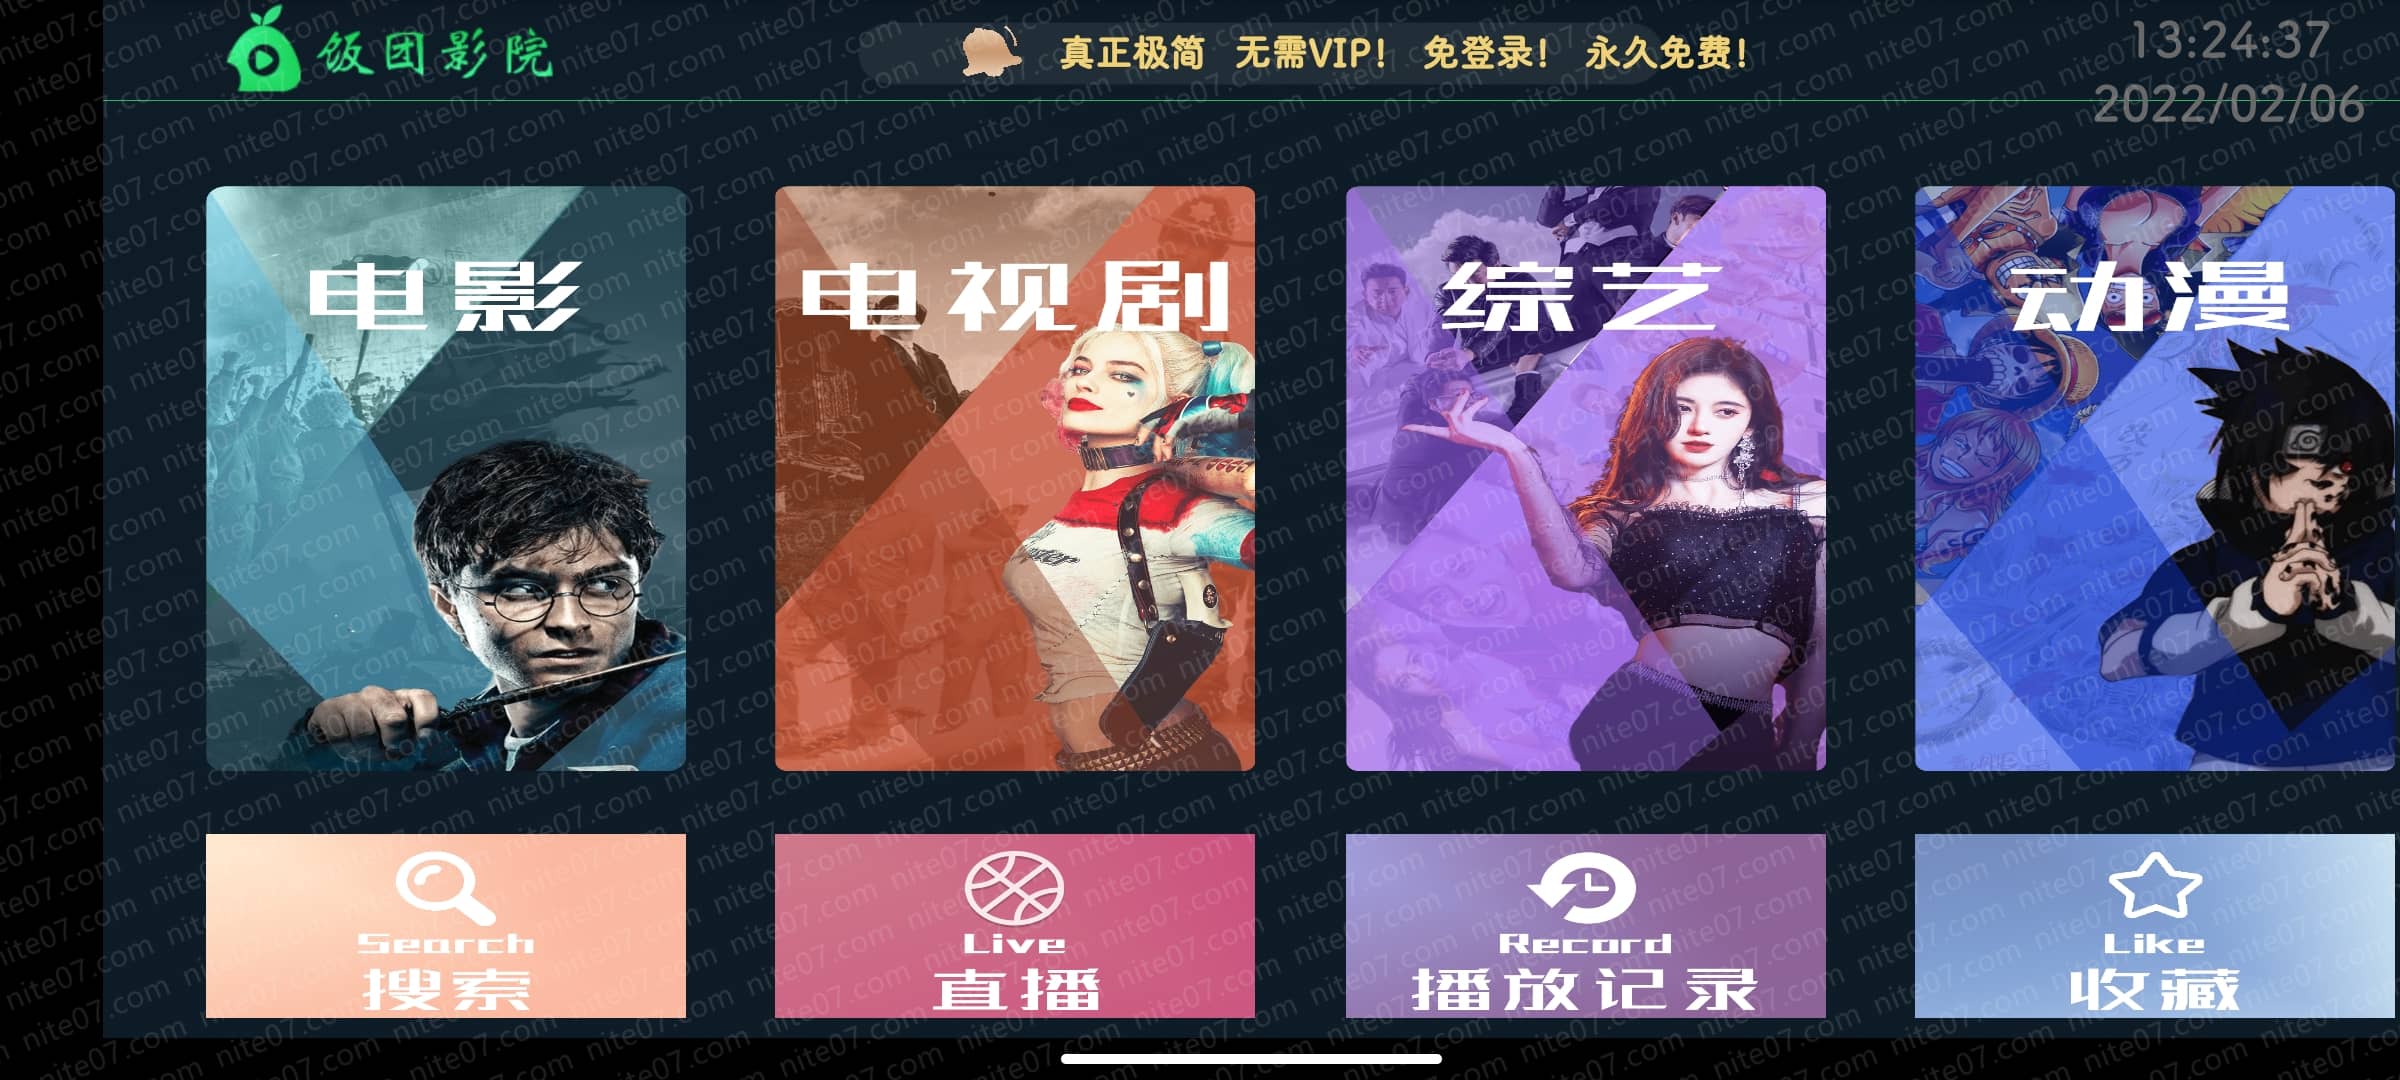 饭团影院
真正极简 无需VIP! 免登录! 永久免费!
13:24:37
2022/02/06
电影
电视剧
综艺
动漫
Search
搜索
Live
直播
Record
播放记录
Like
收藏
nite07.com